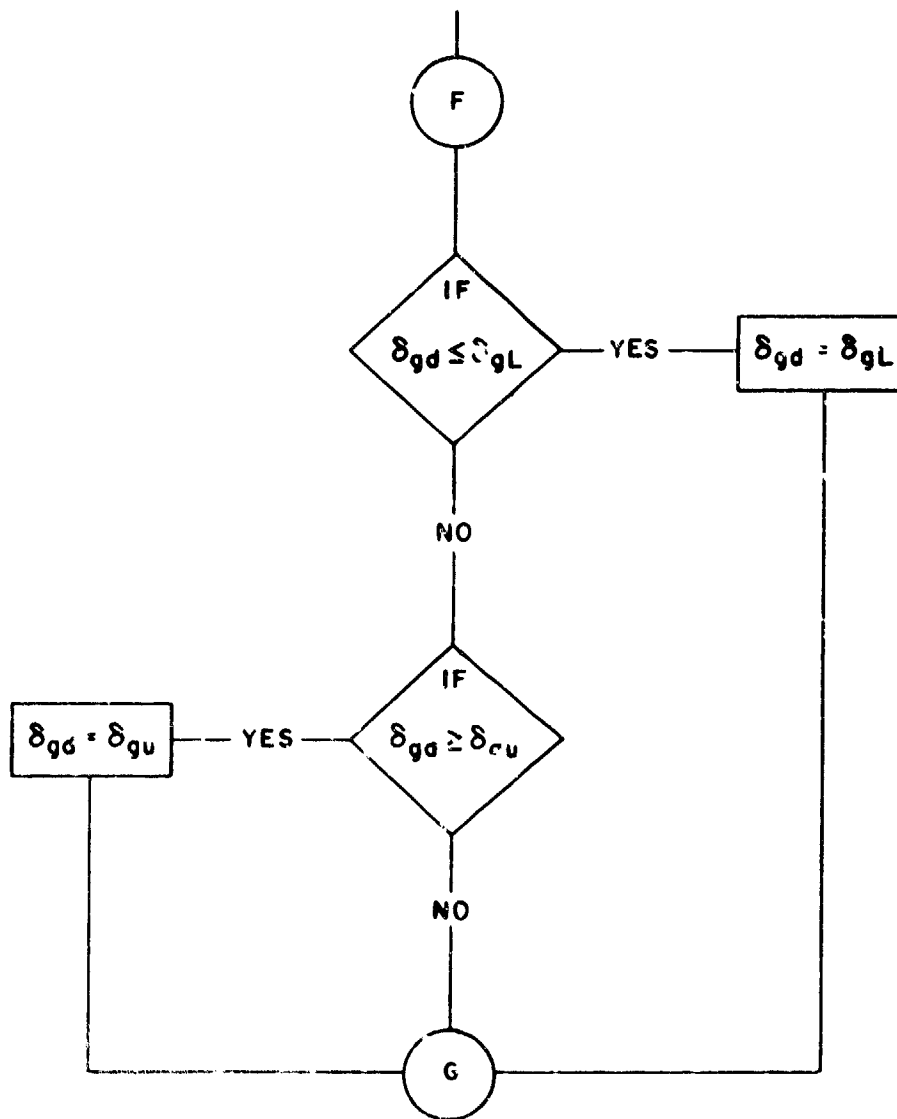 F
IF
δgd ≤ δgL
YES
δgd = δgL
NO
IF
δgd ≥ δgu
YES
δgd = δgu
NO
G